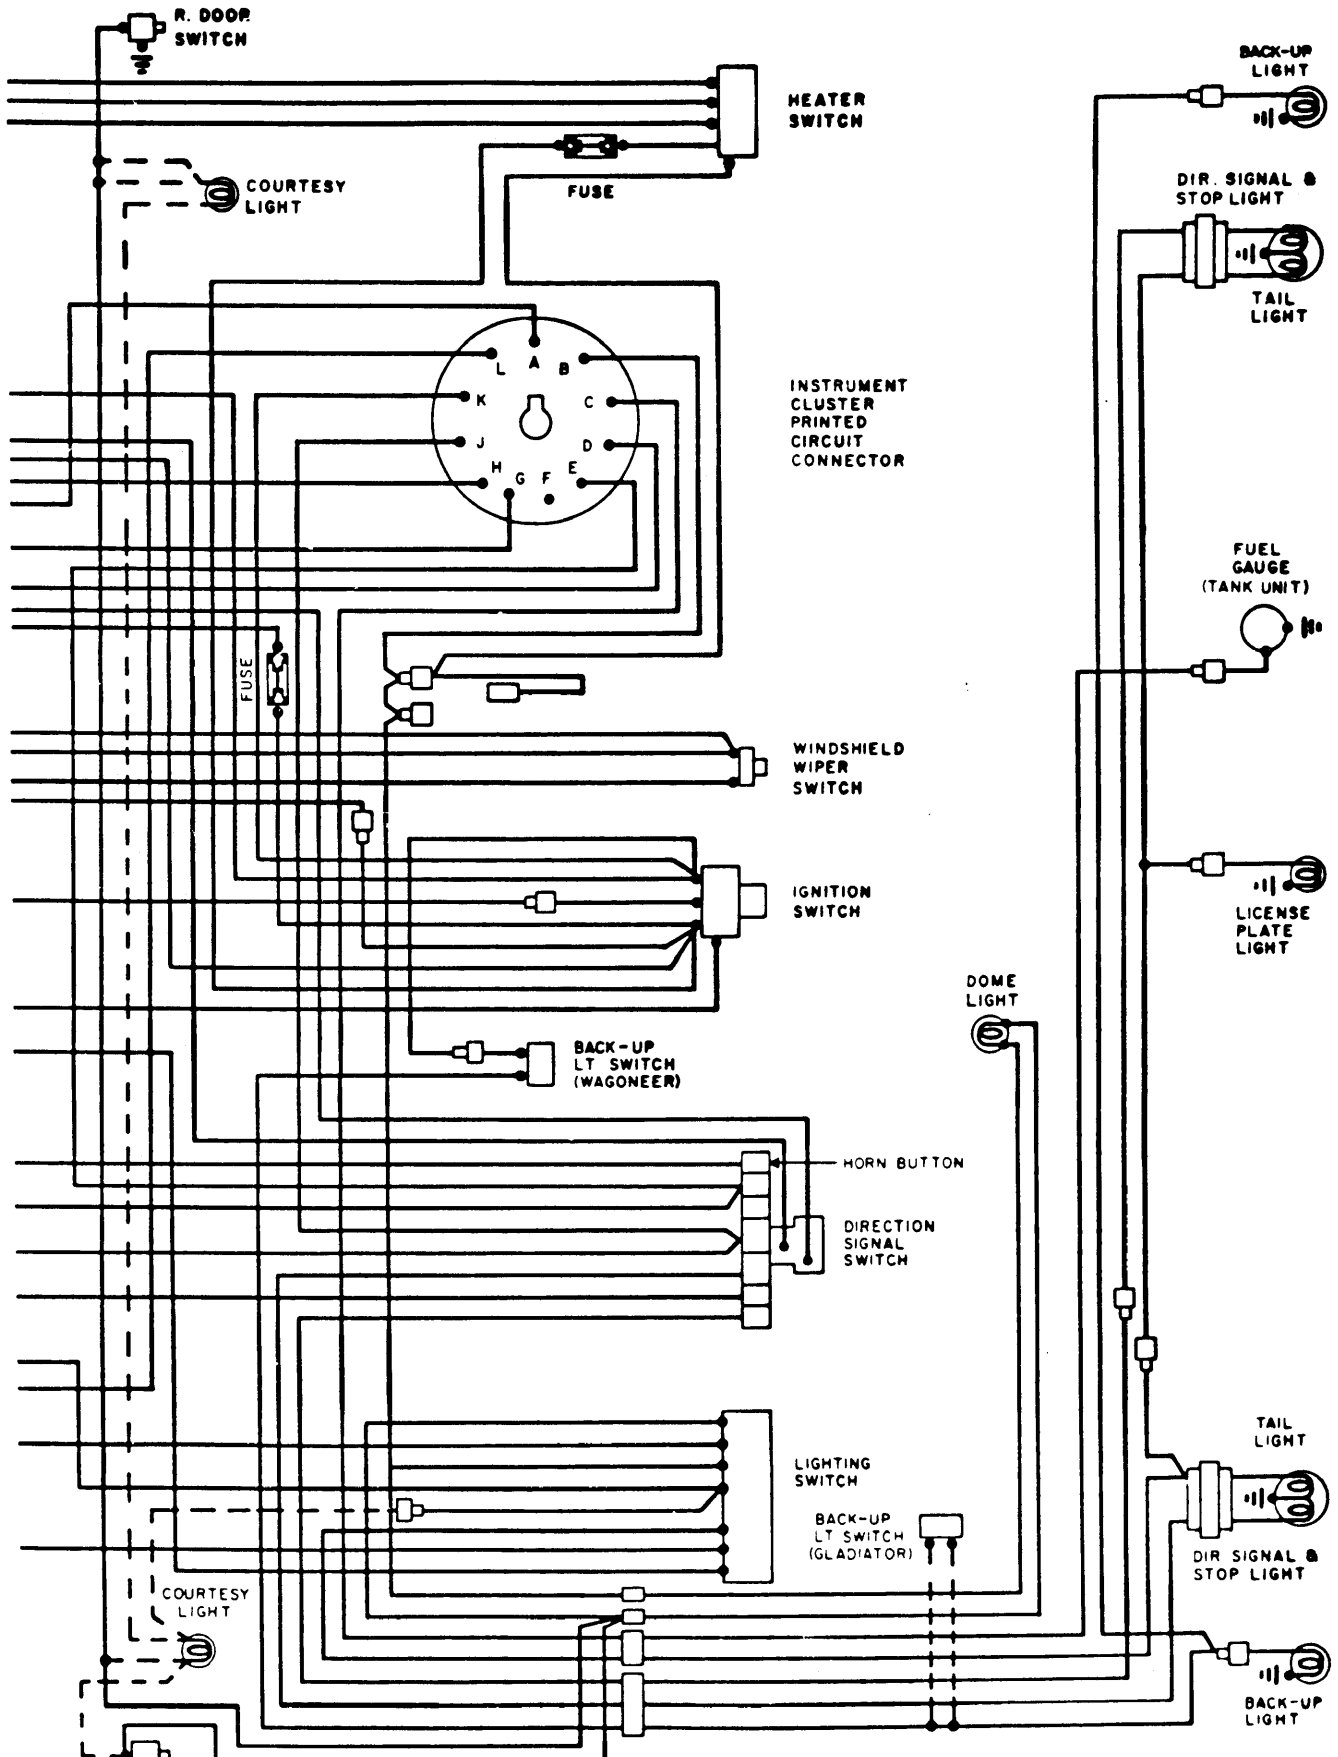 R. DOOR
SWITCH
BACK-UP
LIGHT
HEATER
SWITCH
FUSE
COURTESY
LIGHT
DIR. SIGNAL &
STOP LIGHT
TAIL
LIGHT
A
B
C
D
E
F
G
H
J
K
L
INSTRUMENT
CLUSTER
PRINTED
CIRCUIT
CONNECTOR
FUEL
GAUGE
(TANK UNIT)
FUSE
WINDSHIELD
WIPER
SWITCH
IGNITION
SWITCH
LICENSE
PLATE
LIGHT
DOME
LIGHT
BACK-UP
LT SWITCH
(WAGONEER)
HORN BUTTON
DIRECTION
SIGNAL
SWITCH
TAIL
LIGHT
LIGHTING
SWITCH
BACK-UP
LT SWITCH
(GLADIATOR)
DIR SIGNAL &
STOP LIGHT
COURTESY
LIGHT
BACK-UP
LIGHT